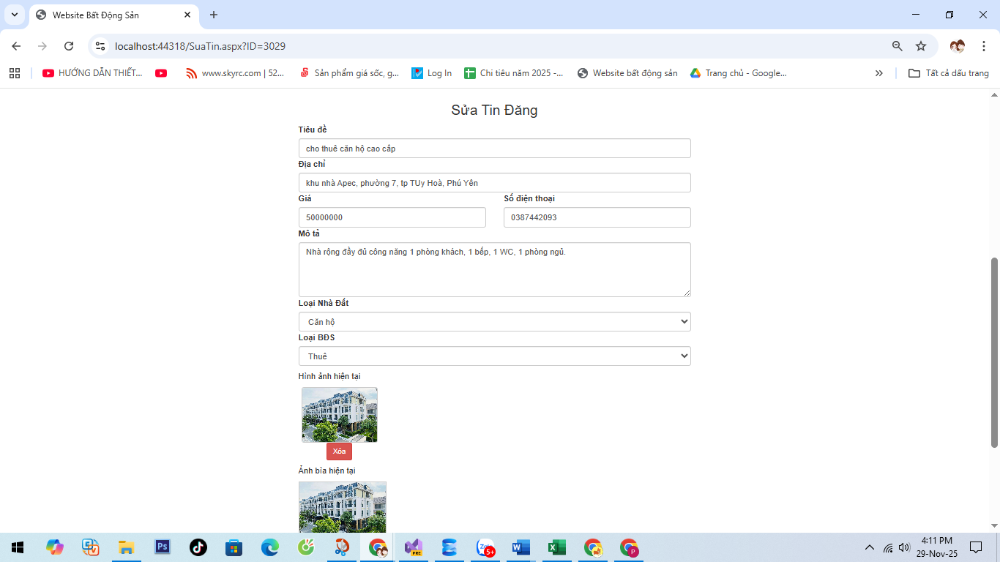 Website Bất Động Sản
localhost:44318/SuaTin.aspx?ID=3029
HƯỚNG DẪN THIẾT...
www.skyrc.com | 52...
Sản phẩm giá sốc, g...
Log In
Chi tiêu năm 2025 -...
Website bất động sản
Trang chủ - Google...
Tất cả dấu trang
Sửa Tin Đăng
Tiêu đề
cho thuê căn hộ cao cấp
Địa chỉ
khu nhà Apec, phường 7, tp TUy Hoà, Phú Yên
Giá
Số điện thoại
50000000
0387442093
Mô tả
Nhà rộng đầy đủ công năng 1 phòng khách, 1 bếp, 1 WC, 1 phòng ngủ.
Loại Nhà Đất
Căn hộ
Loại BĐS
Thuê
Hình ảnh hiện tại
Xóa
Ảnh bìa hiện tại
4:11 PM
29-Nov-25